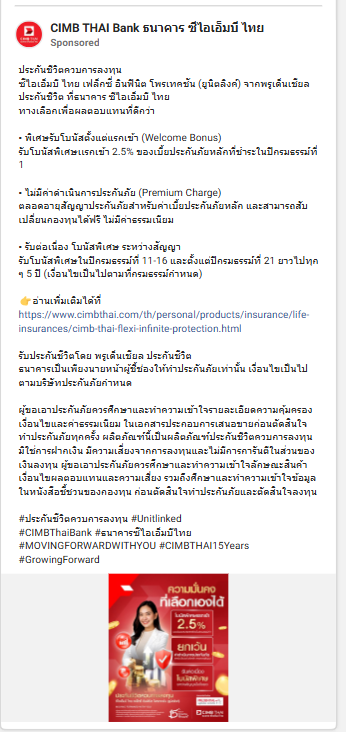 CIMB THAI Bank ธนาคาร ซีไอเอ็มบี ไทย
Sponsored
ประกันชีวิตควบการลงทุน
ซีไอเอ็มบี ไทย เฟล็กซี่ อินฟินิต โพรเทคชัน (ยูนิตลิงค์) จากพรูเด็นเชียล
ประกันชีวิต ที่ธนาคาร ซีไอเอ็มบี ไทย
ทางเลือกเพื่อผลตอบแทนที่ดีกว่า
• พิเศษรับโบนัสตั้งแต่แรกเข้า (Welcome Bonus)
รับโบนัสพิเศษแรกเข้า 2.5% ของเบี้ยประกันภัยหลักที่ชำระในปีกรมธรรม์ที่
1
• ไม่มีค่าดำเนินการประกันภัย (Premium Charge)
ตลอดอายุสัญญาประกันภัยสำหรับค่าเบี้ยประกันภัยหลัก และสามารถสับ
เปลี่ยนกองทุนได้ฟรี ไม่มีค่าธรรมเนียม
• รับต่อเนื่อง โบนัสพิเศษ ระหว่างสัญญา
รับโบนัสพิเศษในปีกรมธรรม์ที่ 11-16 และตั้งแต่ปีกรมธรรม์ที่ 21 ยาวไปทุก
ๆ 5 ปี (เงื่อนไขเป็นไปตามที่กรมธรรม์กำหนด)
👉อ่านเพิ่มเติมได้ที่
https://www.cimbthai.com/th/personal/products/insurance/life-
insurances/cimb-thai-flexi-infinite-protection.html
รับประกันชีวิตโดย พรูเด็นเชียล ประกันชีวิต
ธนาคารเป็นเพียงนายหน้าผู้ชี้ช่องให้ทำประกันภัยเท่านั้น เงื่อนไขเป็นไป
ตามบริษัทประกันภัยกำหนด
ผู้ขอเอาประกันภัยควรศึกษาและทำความเข้าใจรายละเอียดความคุ้มครอง
เงื่อนไขและค่าธรรมเนียม ในเอกสารประกอบการเสนอขายก่อนตัดสินใจ
ทำประกันภัยทุกครั้ง ผลิตภัณฑ์นี้เป็นผลิตภัณฑ์ประกันชีวิตควบการลงทุน
มิใช่การฝากเงิน มีความเสี่ยงจากการลงทุนและไม่มีการการันตีในส่วนของ
เงินลงทุน ผู้ขอเอาประกันภัยควรศึกษาและทำความเข้าใจลักษณะสินค้า
เงื่อนไขผลตอบแทนและความเสี่ยง รวมถึงศึกษาและทำความเข้าใจข้อมูล
ในหนังสือชี้ชวนของกองทุน ก่อนตัดสินใจทำประกันภัยและตัดสินใจลงทุน
#ประกันชีวิตควบการลงทุน #Unitlinked
#CIMBThaiBank #ธนาคารซีไอเอ็มบีไทย
#MOVINGFORWARDWITHYOU #CIMBTHAI15Years
#GrowingForward
ความมั่นคง
ที่เลือกเองได้
2.5%
ยกเว้น
รับต่อเนื่อง
โบนัสพิเศษ
CIMB THAI